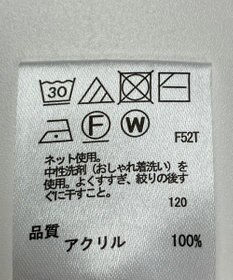 30
F W F52T
ネット使用。
中性洗剤(おしゃれ着洗い)を
使用。よくすすぎ、絞りの後す
ぐに干すこと。
120
品質
アクリル 100%